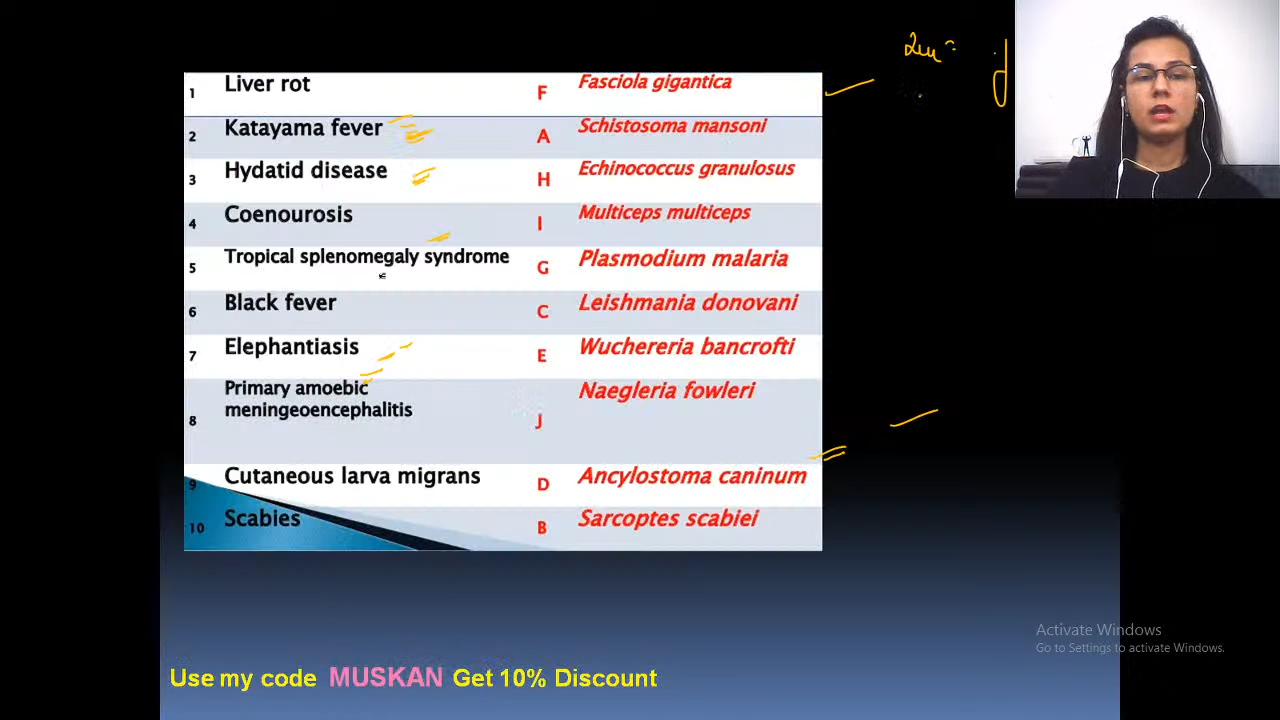 1 Liver rot F Fasciola gigantica
2 Katayama fever A Schistosoma mansoni
3 Hydatid disease H Echinococcus granulosus
4 Coenourosis I Multiceps multiceps
5 Tropical splenomegaly syndrome G Plasmodium malaria
6 Black fever C Leishmania donovani
7 Elephantiasis E Wuchereria bancrofti
8 Primary amoebic meningeoencephalitis J Naegleria fowleri
9 Cutaneous larva migrans D Ancylostoma caninum
10 Scabies B Sarcoptes scabiei
Activate Windows
Go to Settings to activate Windows.
Use my code MUSKAN Get 10% Discount